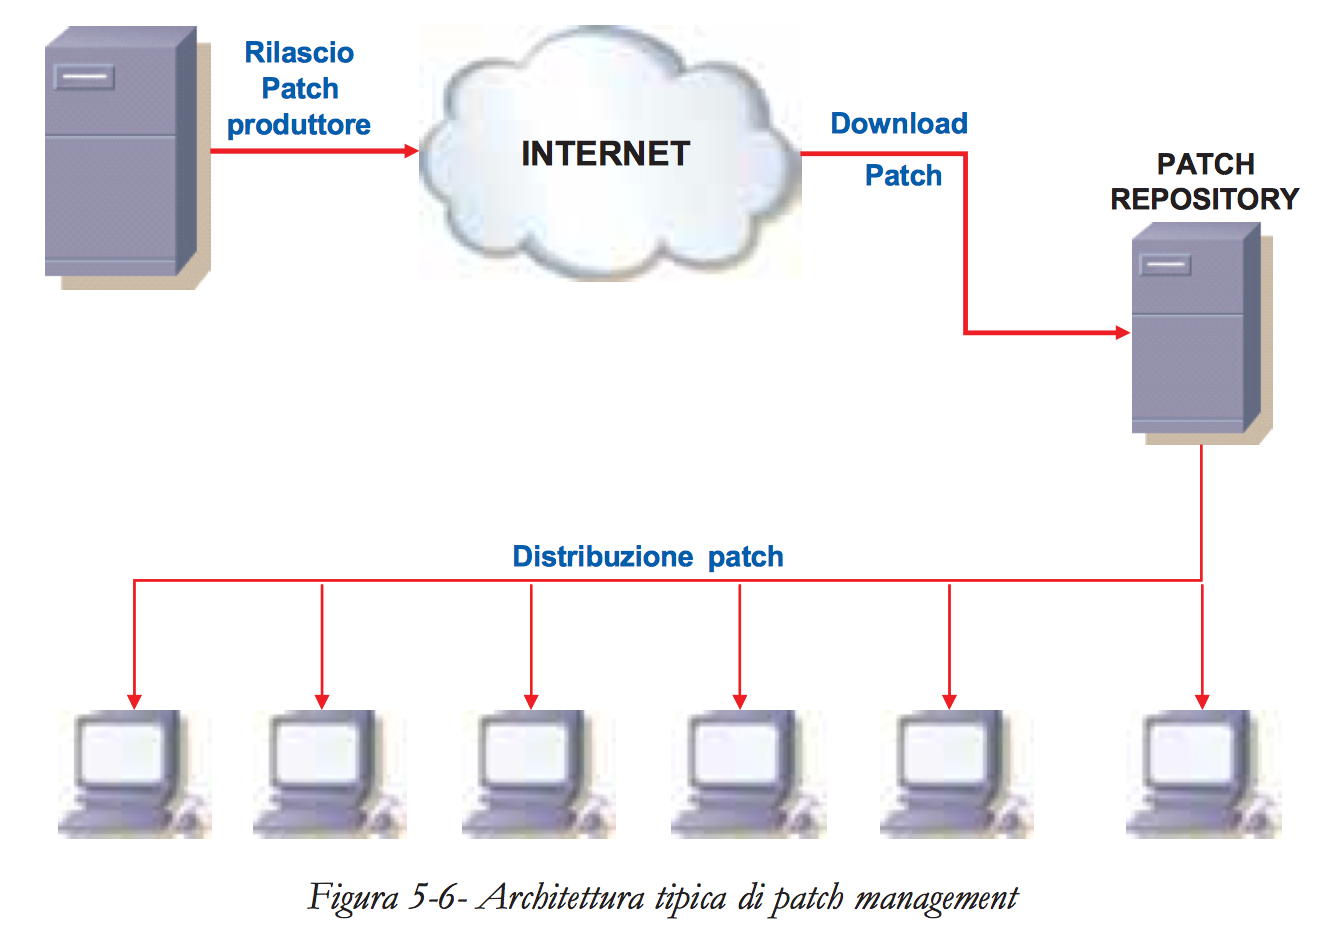 Rilascio
Patch
produttore
INTERNET
Download
Patch
PATCH
REPOSITORY
Distribuzione patch
Figura 5-6- Architettura tipica di patch management